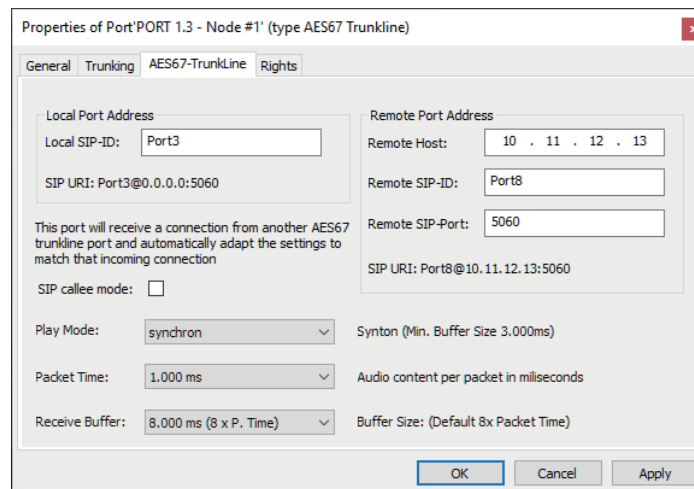 Properties of Port'PORT 1.3 - Node #1' (type AES67 Trunkline)
General Trunking AES67-TrunkLine Rights
Local Port Address
Local SIP-ID: Port3
SIP URI: Port3@0.0.0.0:5060
Remote Port Address
Remote Host: 10 . 11 . 12 . 13
Remote SIP-ID: Port8
Remote SIP-Port: 5060
SIP URI: Port8@10.11.12.13:5060
This port will receive a connection from another AES67
trunkline port and automatically adapt the settings to
match that incoming connection
SIP callee mode:
Play Mode: synchron Synton (Min. Buffer Size 3.000ms)
Packet Time: 1.000 ms Audio content per packet in miliseconds
Receive Buffer: 8.000 ms (8 x P. Time) Buffer Size: (Default 8x Packet Time)
OK Cancel Apply